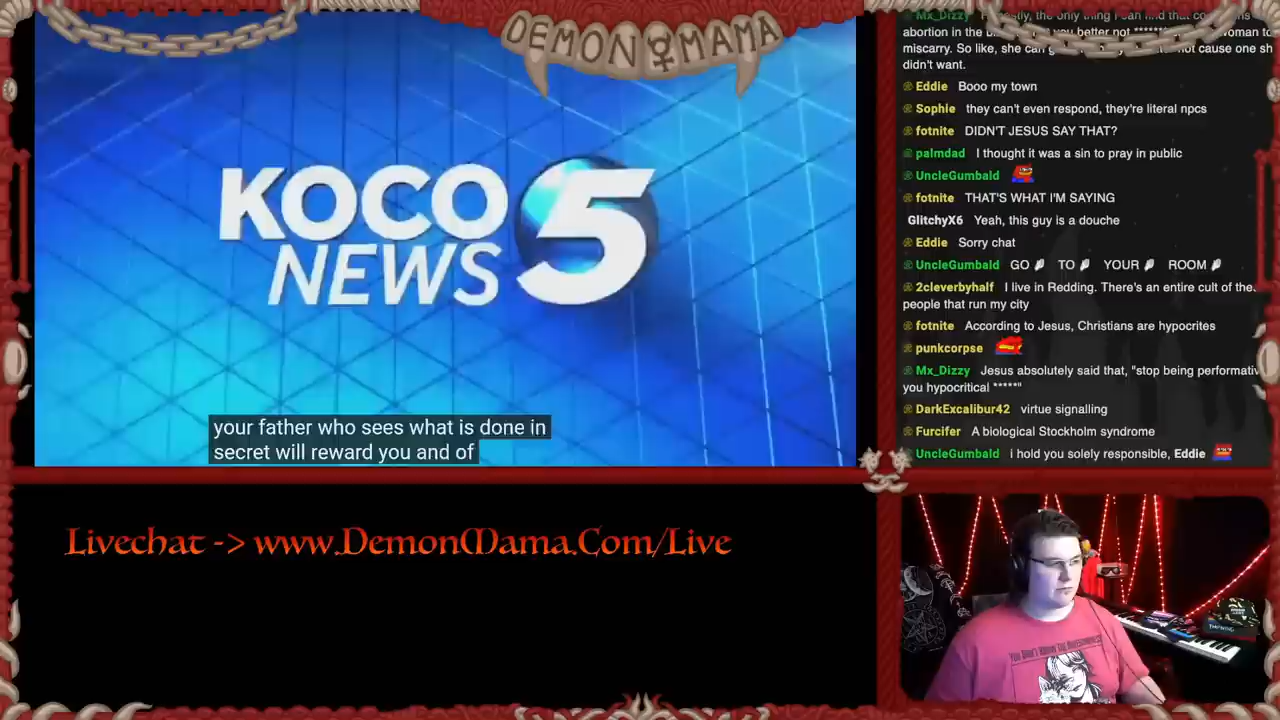 DEMON MAMA
KOCO
NEWS 5
your father who sees what is done in
secret will reward you and of
Livechat -> www.DemonMama.Com/Live
Mx_Dizzy
abortion in the
miscarry. So like, she can
didn't want.
Eddie Booo my town
Sophie they can't even respond, they're literal npcs
fotnite DIDN'T JESUS SAY THAT?
palmdad I thought it was a sin to pray in public
UncleGumbald
fotnite THAT'S WHAT I'M SAYING
GlitchyX6 Yeah, this guy is a douche
Eddie Sorry chat
UncleGumbald GO TO YOUR ROOM
2cleverbyhalf I live in Redding. There's an entire cult of the
people that run my city
fotnite According to Jesus, Christians are hypocrites
punkcorpse
Mx_Dizzy Jesus absolutely said that, "stop being performativ
you hypocritical *****"
DarkExcalibur42 virtue signalling
Furcifer A biological Stockholm syndrome
UncleGumbald i hold you solely responsible, Eddie